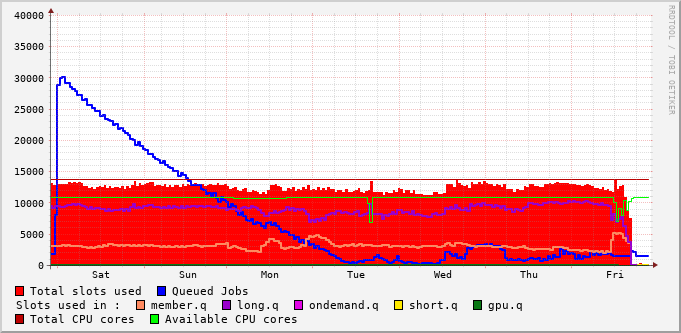 RRDTOOL / TOBI OETIKER
40000
35000
30000
25000
20000
15000
10000
5000
0
Sat Sun Mon Tue Wed Thu Fri
Total slots used Queued Jobs
Slots used in : member.q long.q ondemand.q short.q gpu.q
Total CPU cores Available CPU cores